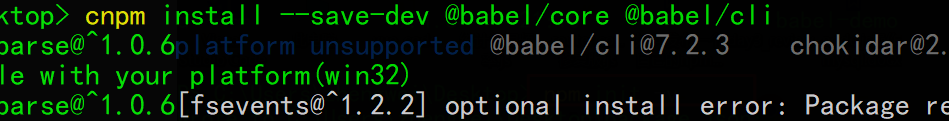 ktop> cnpm install --save-dev @babel/core @babel/cli
parse@^1.0.6platform unsupported @babel/cli@7.2.3 chokidar@2.
le with your platform(win32)
parse@^1.0.6[fsevents@^1.2.2] optional install error: Package re